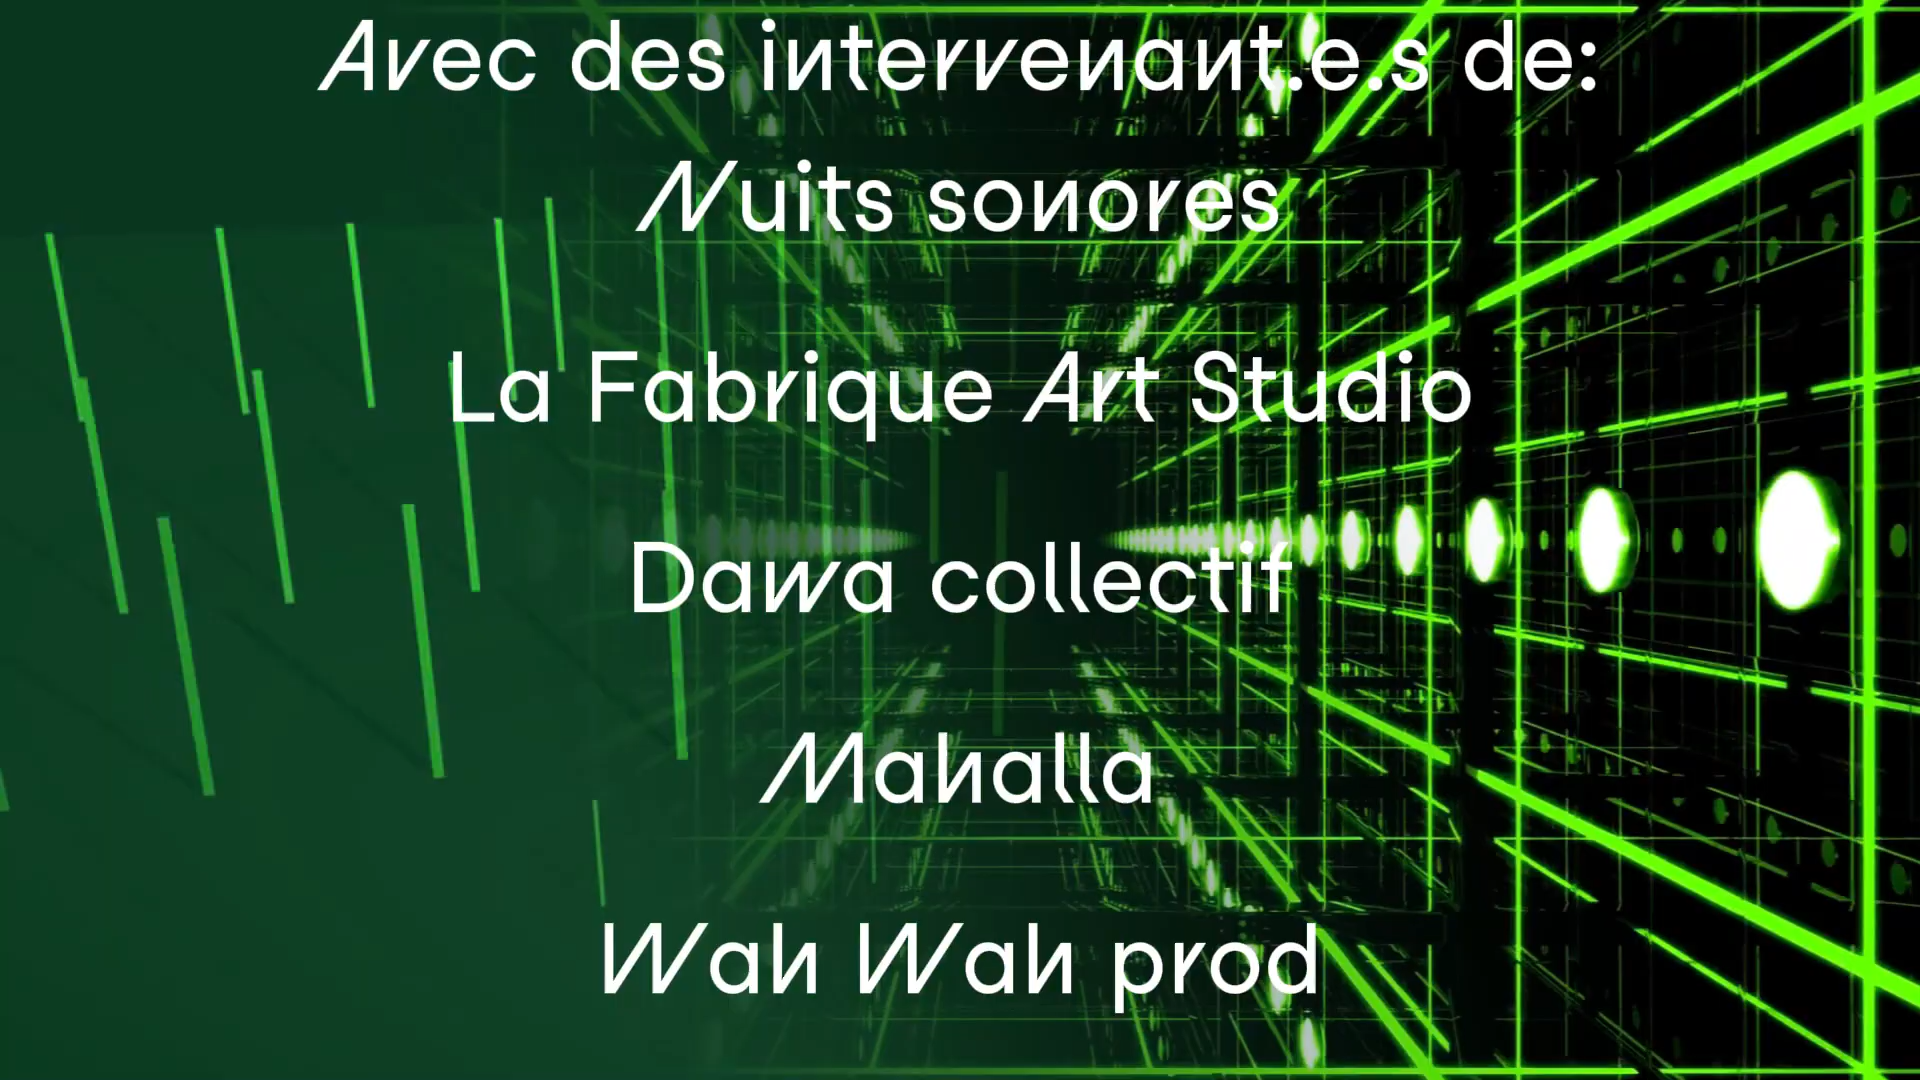 Avec des intervenant.e.s de:
Nuits sonores
La Fabrique Art Studio
Dawa collectif
Mahalla
Wah Wah prod